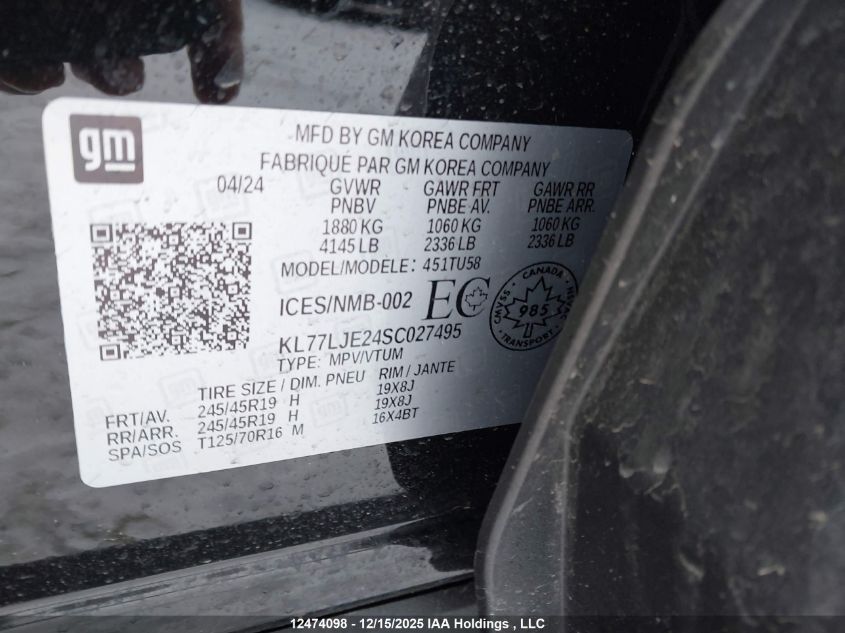 gm
MFD BY GM KOREA COMPANY
FABRIQUÉ PAR GM KOREA COMPANY
04/24 GVWR GAWR FRT GAWR RR
PNBV PNBE AV. PNBE ARR.
1880 KG 1060 KG 1060 KG
4145 LB 2336 LB 2336 LB
MODEL/MODÈLE: 451TU58
ICES/NMB-002 EC
CANADA
985
TRANSPORT
KL77LJE24SC027495
TYPE: MPV/VTUM
TIRE SIZE / DIM. PNEU RIM / JANTE
FRT/AV. 245/45R19 H 19X8J
RR/ARR. 245/45R19 H 19X8J
SPA/SOS T125/70R16 M 16X4BT
12474098 - 12/15/2025 IAA Holdings , LLC